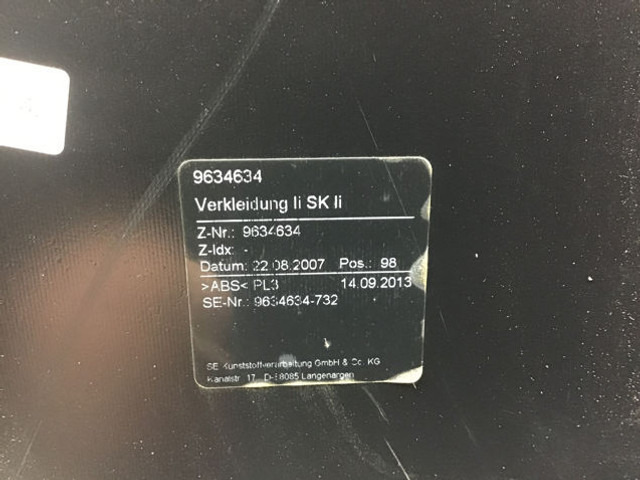 9634634
Verkleidung li SK li
Z-Nr.: 9634634
Z-Idx: -
Datum: 22.08.2007 Pos.: 98
>ABS< PL3 14.09.2013
SE-Nr.: 9634634-732
SE Kunststoffverarbeitung GmbH & Co. KG
Kanalstr. 17 D-88085 Langenargen